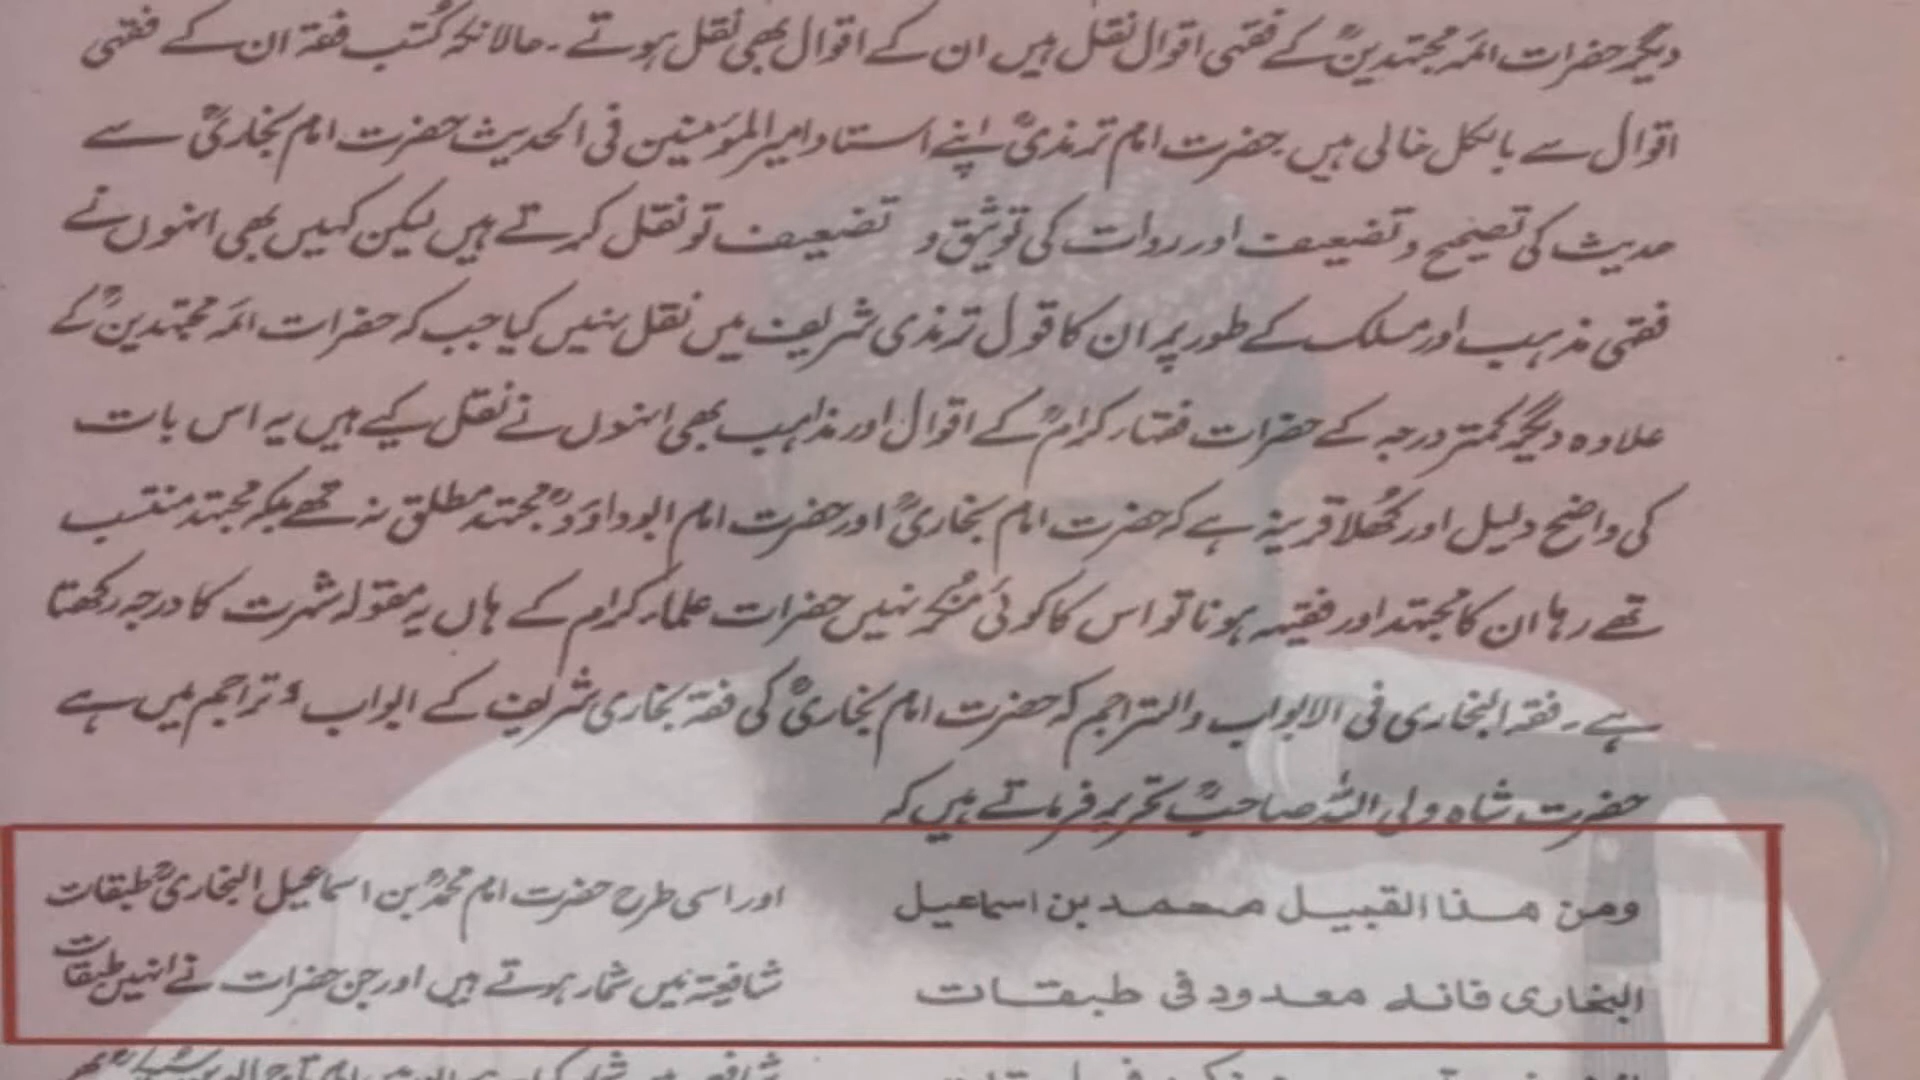 دیگر حضرات ائمہ مجتہدینؒ کے فقہی اقوال نقل ہیں ان کے اقوال بھی نقل ہوتے۔ حالانکہ کُتب فقہ ان کے فقہی
اقوال سے بالکل خالی ہیں۔ حضرت امام ترمذیؒ اپنے استاد امیر المؤمنین فی الحدیث حضرت امام بخاریؒ سے
حدیث کی تصحیح و تضعیف اور روات کی توثیق و تضعیف تو نقل کرتے ہیں لیکن کہیں بھی انہوں نے
فقہی مذہب اور مسلک کے طور پر ان کا قول ترمذی شریف میں نقل نہیں کیا جب کہ حضرات ائمہ مجتہدینؒ کے
علاوہ دیگر کمتر درجہ کے حضرات فقہاء کرامؒ کے اقوال اور مذاہب بھی انہوں نے نقل کیے ہیں یہ اس بات
کی واضح دلیل اور کُھلا قرینہ ہے کہ حضرت امام بخاریؒ اور حضرت امام ابوداؤدؒ مجتہد مطلق نہ تھے بلکہ مجتہد منتسب
تھے رہا ان کا مجتہد اور فقیہہ ہونا تو اس کا کوئی مُنکر نہیں حضرات علماء کرام کے ہاں یہ مقولہ شہرت کا درجہ رکھتا
ہے۔ فقہ البخاری فی الابواب والتراجم کہ حضرت امام بخاریؒ کی فقہ بخاری شریف کے ابواب و تراجم میں ہے
حضرت شاہ ولی اللہ صاحبؒ تحریر فرماتے ہیں کہ
ومن هذا القبيل محمد بن اسماعيل
البخارى فانه معدود فى طبقات
اور اسی طرح حضرت امام محمدؒ بن اسماعیل البخاریؒ طبقات
شافعیہؒ میں شمار ہوتے ہیں اور جن حضرات نے انہیں طبقات